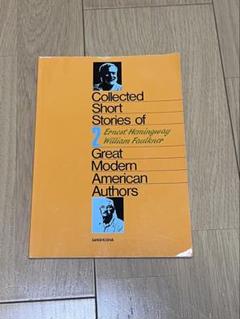 Collected
Short
Stories of
2 Ernest Hemingway
William Faulkner
Great
Modern
American
Authors